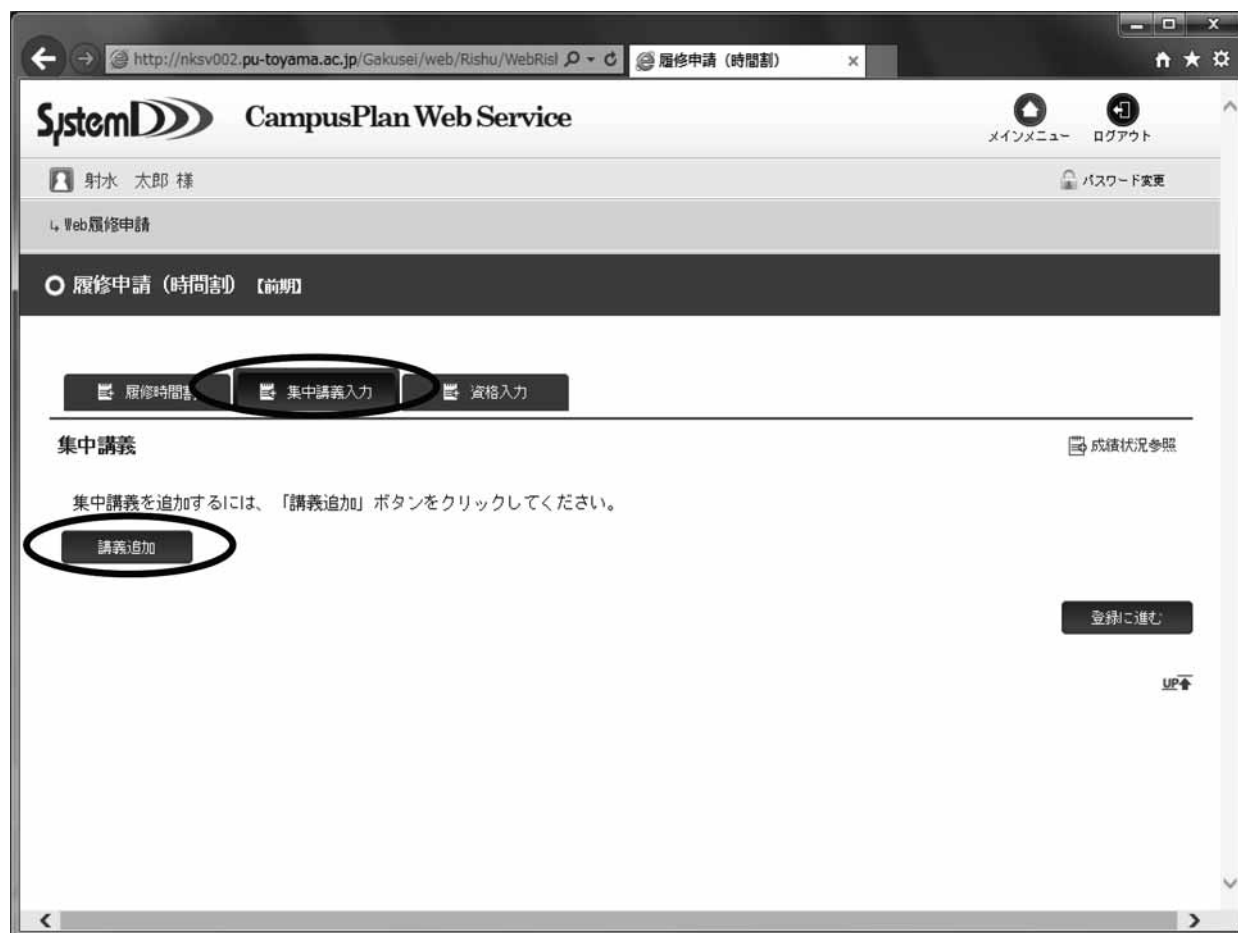 http://nksv002.pu-toyama.ac.jp/Gakusei/web/Rishu/WebRisl
履修申請（時間割）
SystemD
CampusPlan Web Service
メインメニュー
ログアウト
射水 太郎 様
パスワード変更
Web履修申請
履修申請（時間割）【前期】
履修時間
集中講義入力
資格入力
集中講義
成績状況参照
集中講義を追加するには、「講義追加」ボタンをクリックしてください。
講義追加
登録に進む
UP